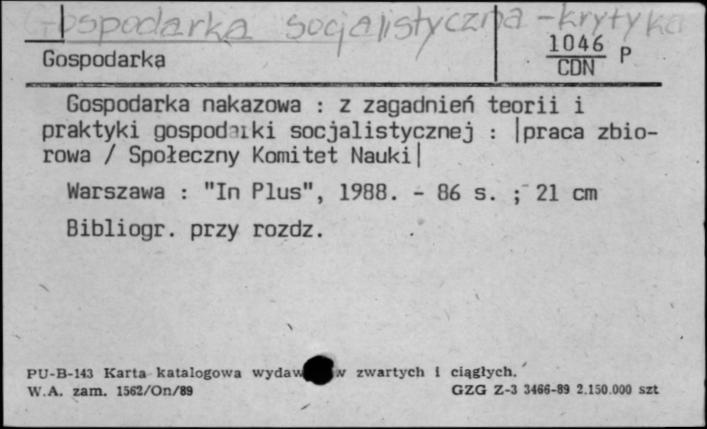 Gospodarka socjalistyczna - krytyka
Gospodarka
1046 P
CDN
Gospodarka nakazowa : z zagadnień teorii i
praktyki gospodarki socjalistycznej : |praca zbio-
rowa / Społeczny Komitet Nauki|
Warszawa : "In Plus", 1988. - 86 s. ; 21 cm
Bibliogr. przy rozdz.
PU-B-143 Karta katalogowa wydaw w zwartych i ciągłych.
W.A. zam. 1562/On/89 GZG Z-3 3466-89 2.150.000 szt